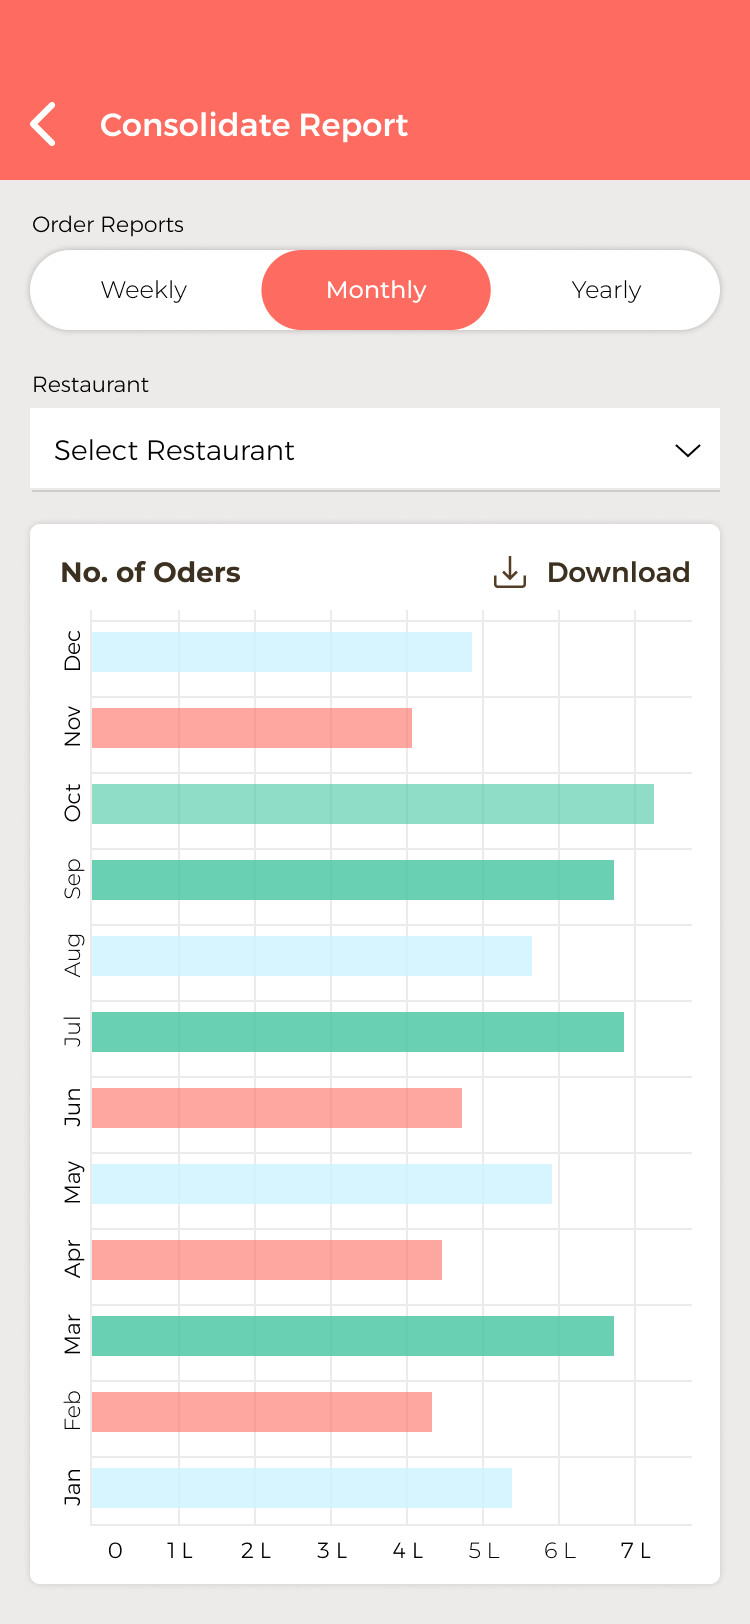 Consolidate Report
Order Reports
Weekly Monthly Yearly
Restaurant
Select Restaurant
No. of Oders Download
Dec
Nov
Oct
Sep
Aug
Jul
Jun
May
Apr
Mar
Feb
Jan
0 1 L 2 L 3 L 4 L 5 L 6 L 7 L